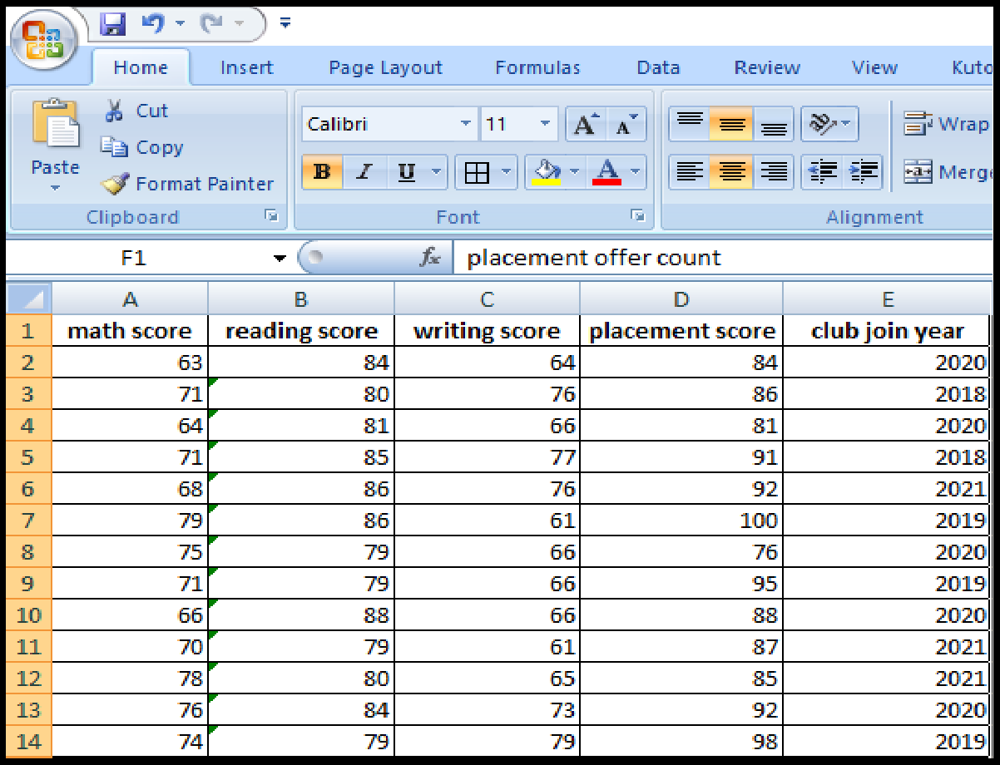 Home Insert Page Layout Formulas Data Review View Kuto
Cut
Copy
Paste
Format Painter
Clipboard
Calibri 11 A A
B I U A
Font
Wrap
Merge
Alignment
F1 fx placement offer count
A B C D E
1 math score reading score writing score placement score club join year
2 63 84 64 84 2020
3 71 80 76 86 2018
4 64 81 66 81 2020
5 71 85 77 91 2018
6 68 86 76 92 2021
7 79 86 61 100 2019
8 75 79 66 76 2020
9 71 79 66 95 2019
10 66 88 66 88 2020
11 70 79 61 87 2021
12 78 80 65 85 2021
13 76 84 73 92 2020
14 74 79 79 98 2019